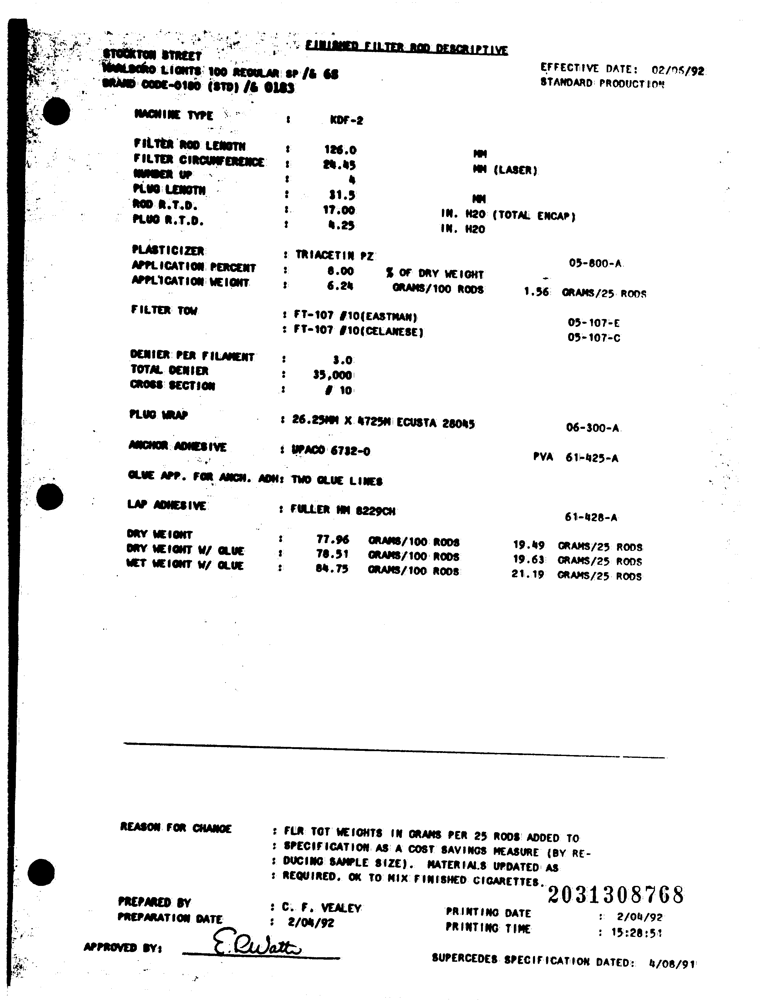 FINISHED FILTER ROD DESCRIPTIVE
STOCKTON STREET
MARLBORO LIGHTS 100 REGULAR SP /& 68
EFFECTIVE DATE: 02/05/92
BRAND CODE-0180 (STD) /& 0183
STANDARD PRODUCTION
MACHINE TYPE : KDF-2
FILTER ROD LENGTH : 126.0 MM
FILTER CIRCUMFERENCE : 24.45 MM (LASER)
NUMBER UP : 4
PLUG LENGTH : 31.5 MM
ROD R.T.D. : 17.00 IN. H2O (TOTAL ENCAP)
PLUG R.T.D. : 4.25 IN. H2O
PLASTICIZER : TRIACETIN PZ 05-800-A
APPLICATION PERCENT : 8.00 % OF DRY WEIGHT
APPLICATION WEIGHT : 6.24 GRAMS/100 RODS 1.56 GRAMS/25 RODS
FILTER TOW : FT-107 #10(EASTMAN) 05-107-E
: FT-107 #10(CELANESE) 05-107-C
DENIER PER FILAMENT : 3.0
TOTAL DENIER : 35,000
CROSS SECTION : # 10
PLUG WRAP : 26.25MM X 4725M ECUSTA 28045 06-300-A
ANCHOR ADHESIVE : UPACO 6732-0 PVA 61-425-A
GLUE APP. FOR ANCH. ADH: TWO GLUE LINES
LAP ADHESIVE : FULLER HM 8229CH 61-428-A
DRY WEIGHT : 77.96 GRAMS/100 RODS 19.49 GRAMS/25 RODS
DRY WEIGHT W/ GLUE : 78.51 GRAMS/100 RODS 19.63 GRAMS/25 RODS
WET WEIGHT W/ GLUE : 84.75 GRAMS/100 RODS 21.19 GRAMS/25 RODS
REASON FOR CHANGE : FLR TOT WEIGHTS IN GRAMS PER 25 RODS ADDED TO
: SPECIFICATION AS A COST SAVINGS MEASURE (BY RE-
: DUCING SAMPLE SIZE). MATERIALS UPDATED AS
: REQUIRED. OK TO MIX FINISHED CIGARETTES.
2031308768
PREPARED BY : C. F. VEALEY
PRINTING DATE : 2/04/92
PREPARATION DATE : 2/04/92
PRINTING TIME : 15:28:51
APPROVED BY: E.R. Watts
SUPERCEDES SPECIFICATION DATED: 4/08/91